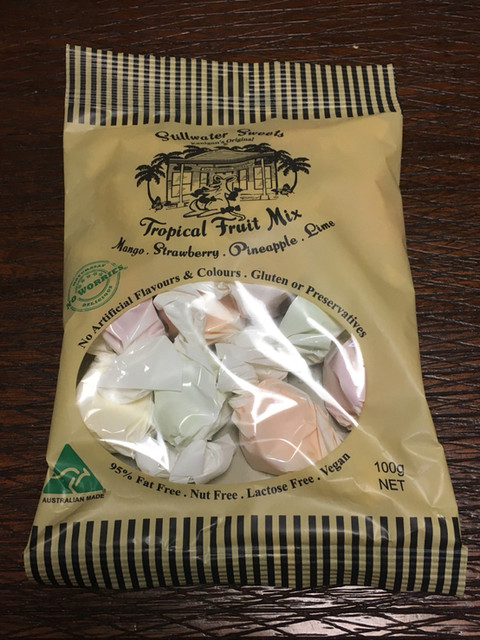 Stillwater Sweets
Original
Tropical Fruit Mix
Mango . Strawberry . Pineapple . Lime
NO WORRIES
No Artificial Flavours & Colours . Gluten or Preservatives
95% Fat Free . Nut Free . Lactose Free . Vegan
100g
NET
AUSTRALIAN MADE